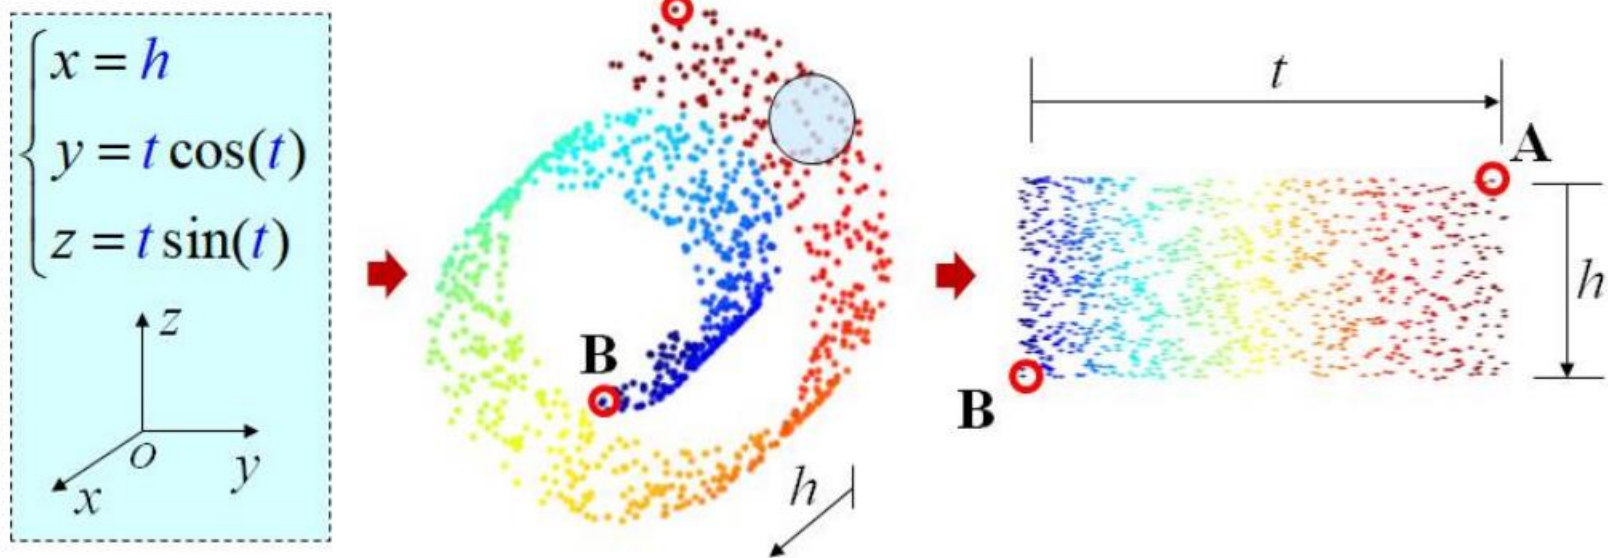 x = h
y = t cos(t)
z = t sin(t)
z
O
y
x
B
h
t
A
h
B